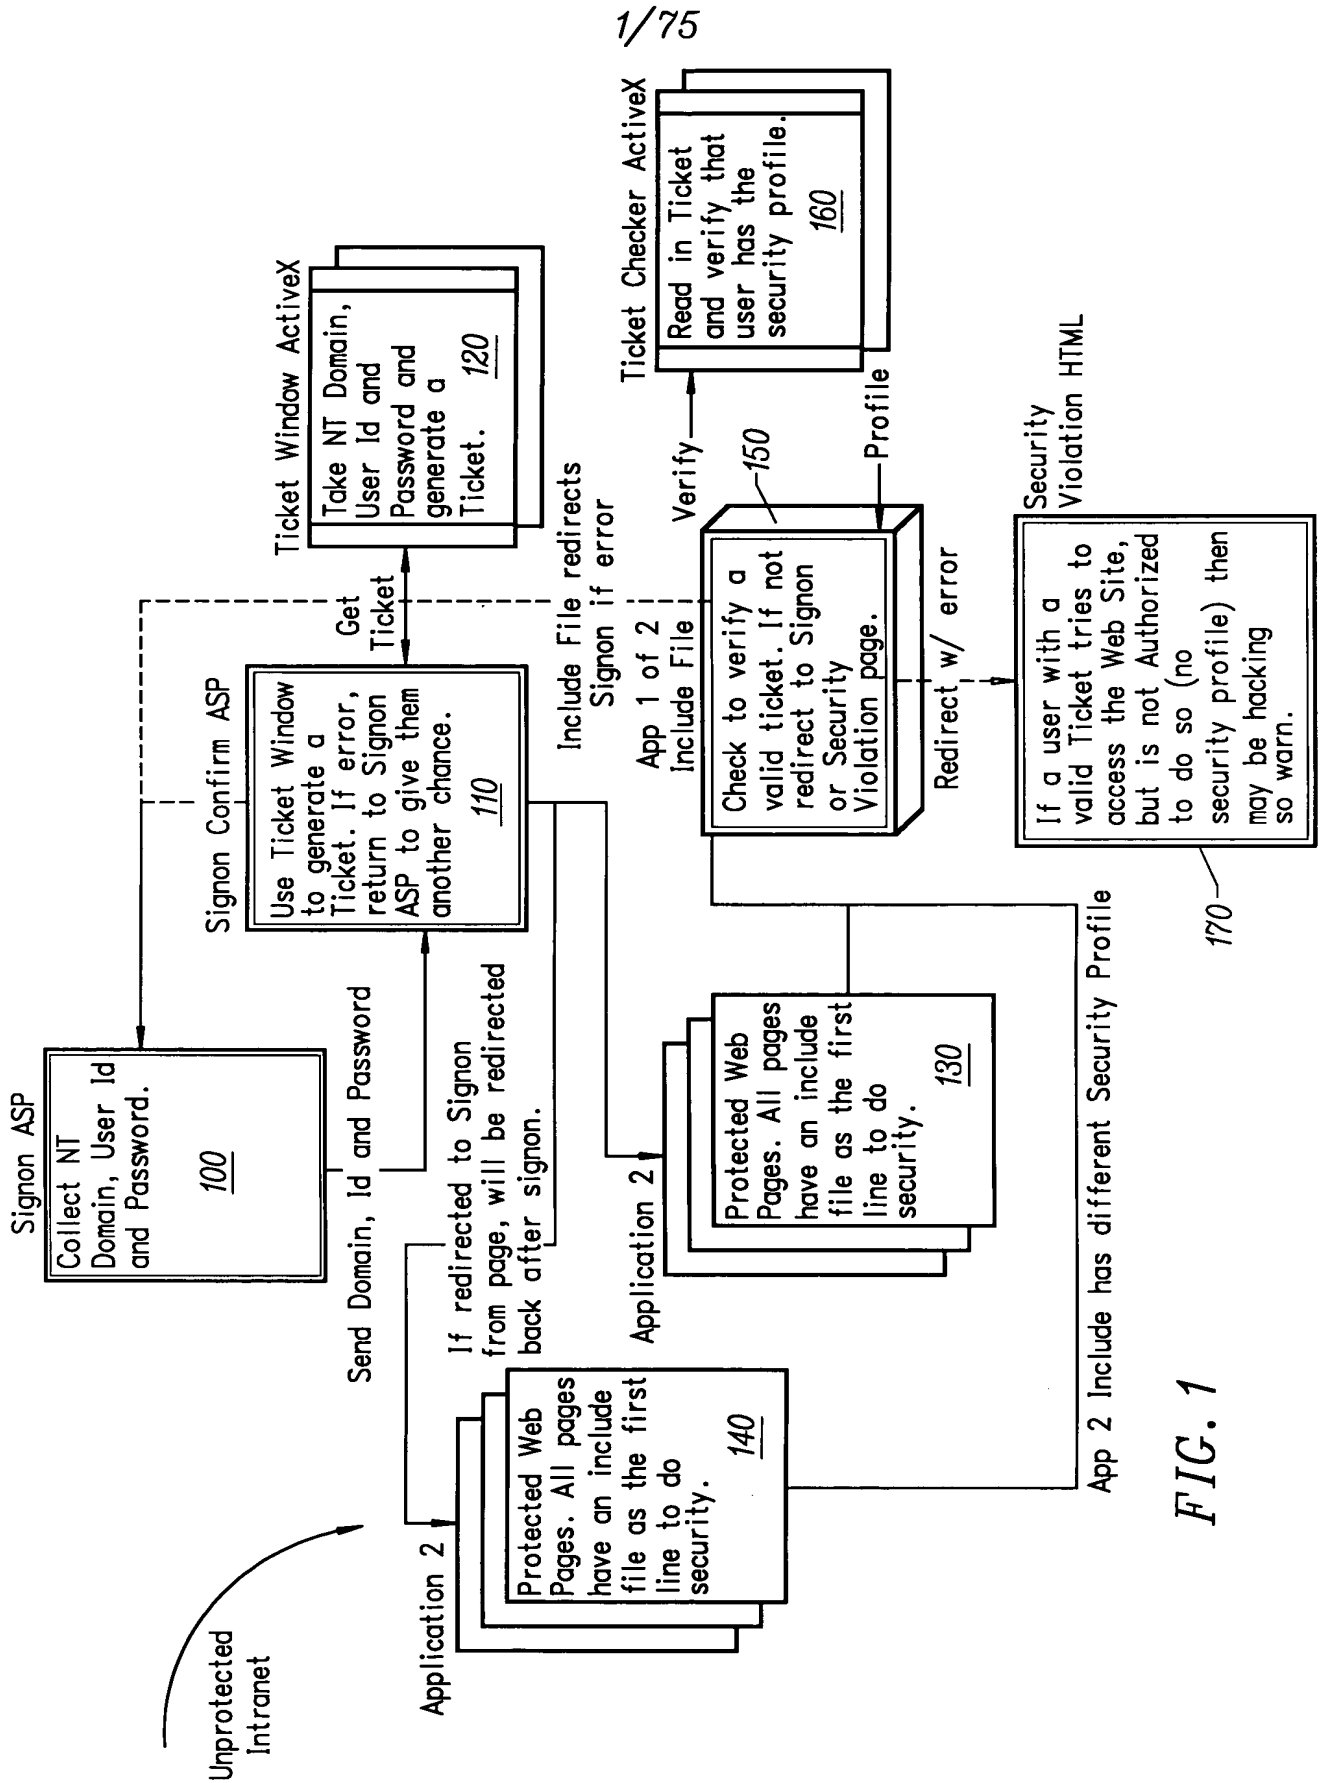 1/75
Unprotected
Intranet
Signon ASP
Collect NT
Domain, User Id
and Password.
100
Send Domain, Id and Password
Signon Confirm ASP
Use Ticket Window
to generate a
Ticket. If error,
return to Signon
ASP to give them
another chance.
110
Get
Ticket
Ticket Window ActiveX
Take NT Domain,
User Id and
Password and
generate a
Ticket.
120
If redirected to Signon
from page, will be redirected
back after signon.
Include File redirects
Signon if error
Application 2
Protected Web
Pages. All pages
have an include
file as the first
line to do
security.
140
Application 2
Protected Web
Pages. All pages
have an include
file as the first
line to do
security.
130
App 1 of 2
Include File
Check to verify a
valid ticket. If not
redirect to Signon
or Security
Violation page.
150
Verify
Profile
Ticket Checker ActiveX
Read in Ticket
and verify that
user has the
security profile.
160
Redirect w/ error
Security
Violation HTML
If a user with a
valid Ticket tries to
access the Web Site,
but is not Authorized
to do so (no
security profile) then
may be hacking
so warn.
170
App 2 Include has different Security Profile
FIG. 1